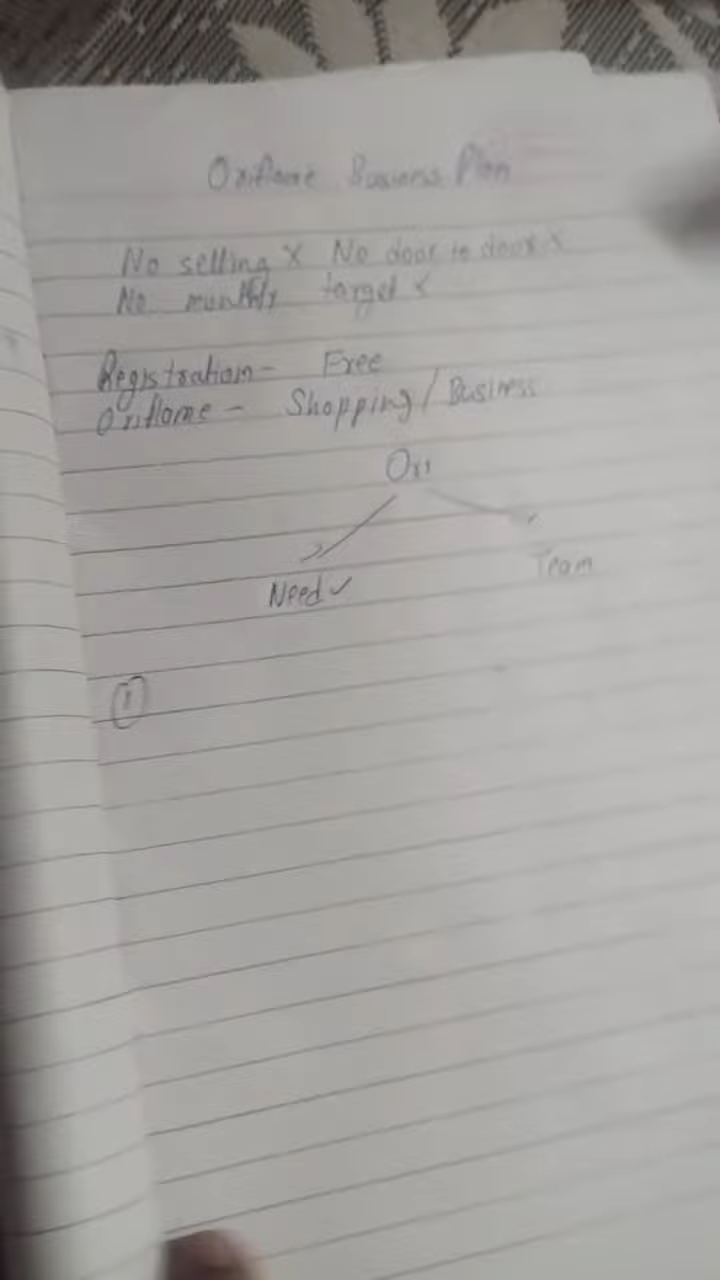 Oriflame Business Plan
No selling X No door to door X
No monthly target X
Registration - Free
Oriflame - Shopping / Business
Ori
Need ✓ Team
①